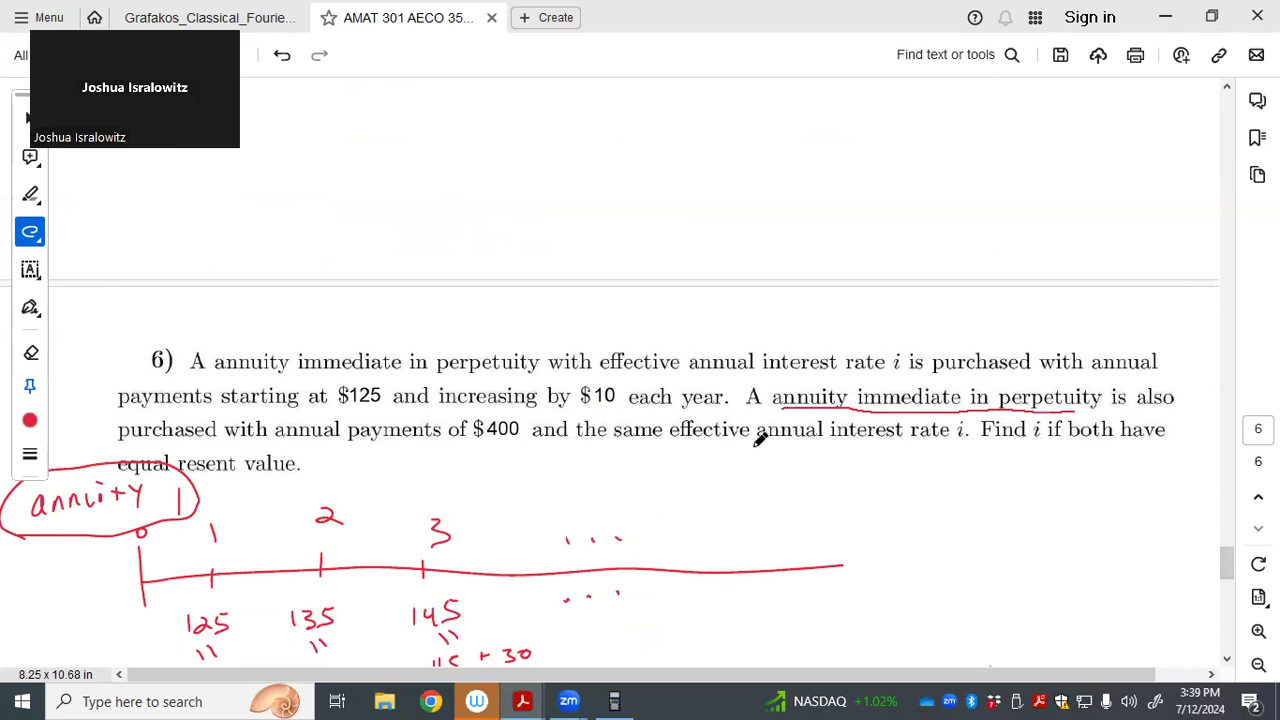 Menu
Grafakos_Classical_Fourie...
AMAT 301 AECO 35...
Create
Sign in
All
Find text or tools
Joshua Isralowitz
Joshua Isralowitz
6) A annuity immediate in perpetuity with effective annual interest rate i is purchased with annual
payments starting at $125 and increasing by $10 each year. A annuity immediate in perpetuity is also
purchased with annual payments of $400 and the same effective annual interest rate i. Find i if both have
equal resent value.
annuity 1
0 1 2 3 ...
125 135 145 ...
+ 30
6
6
8.25 x 10.68 in
Type here to search
NASDAQ +1.02%
3:39 PM
7/12/2024
2